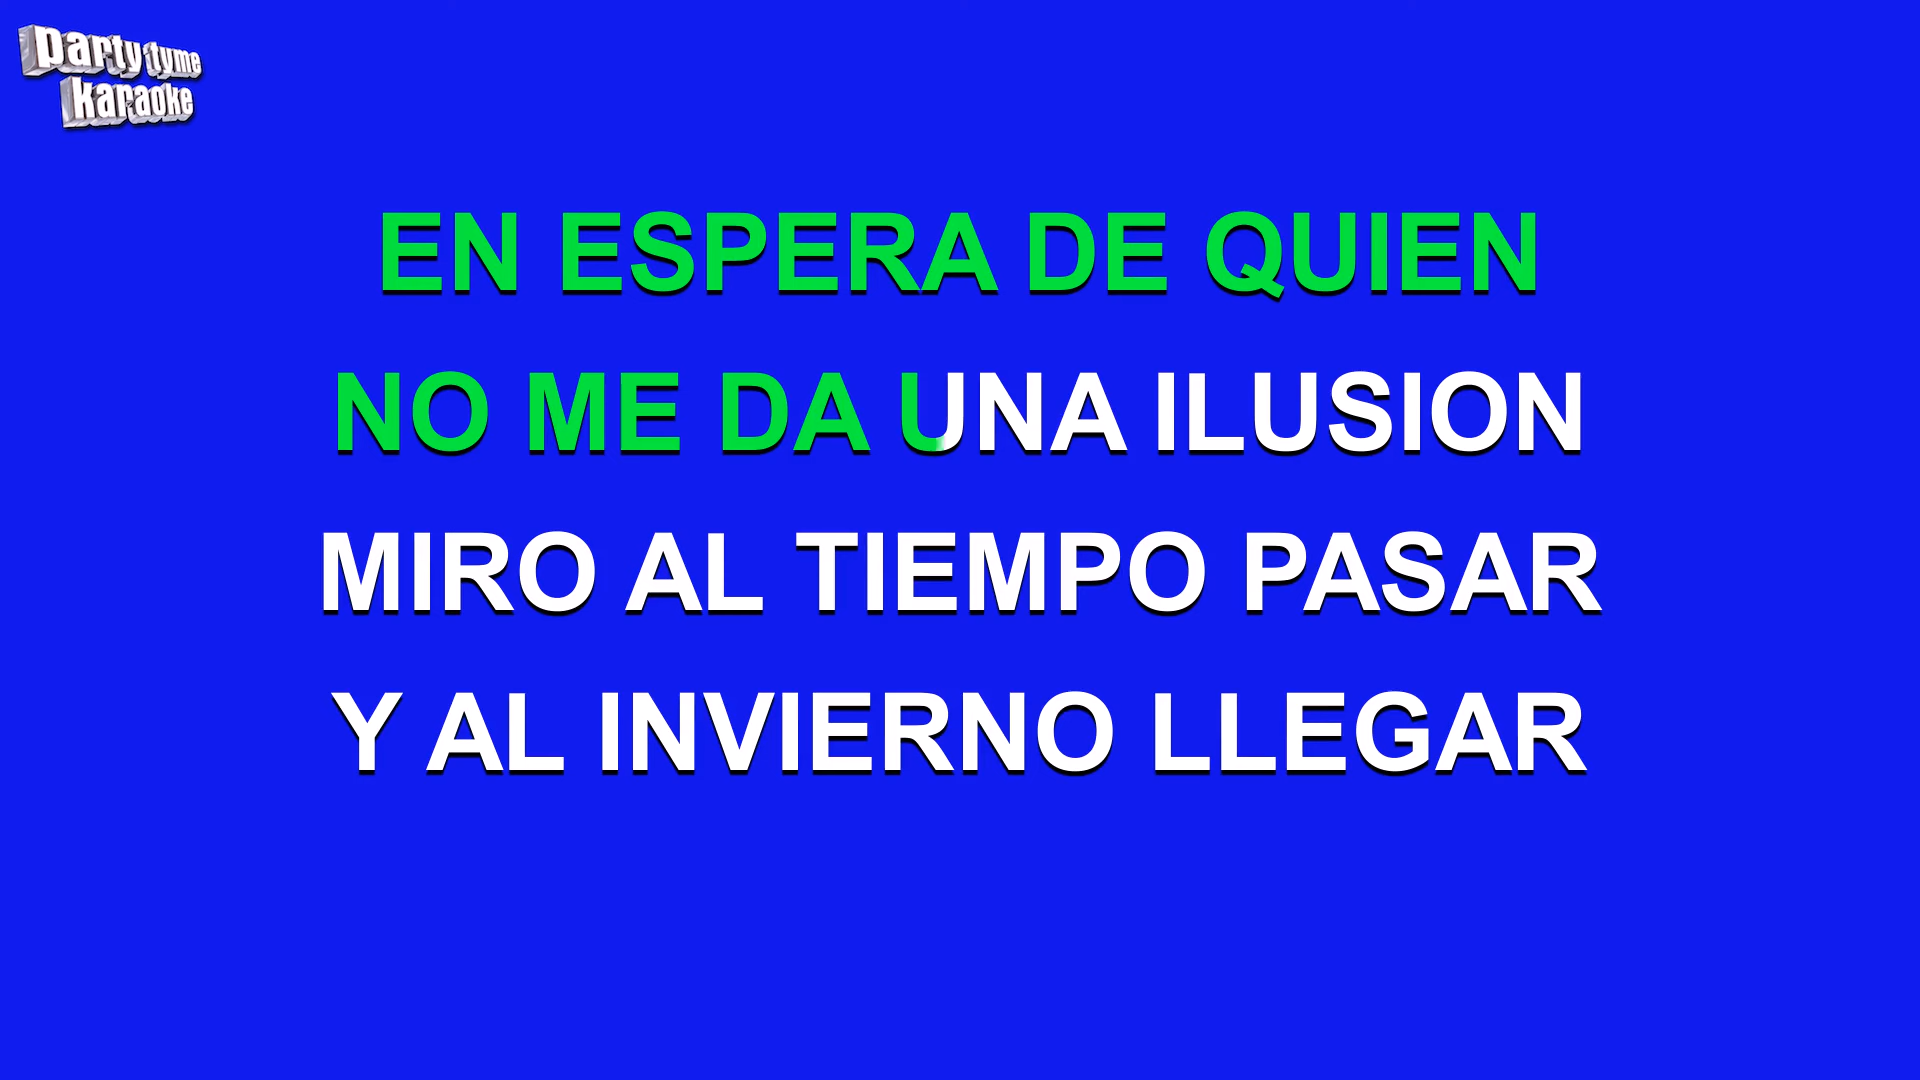 party tyme
karaoke
EN ESPERA DE QUIEN
NO ME DA UNA ILUSION
MIRO AL TIEMPO PASAR
Y AL INVIERNO LLEGAR